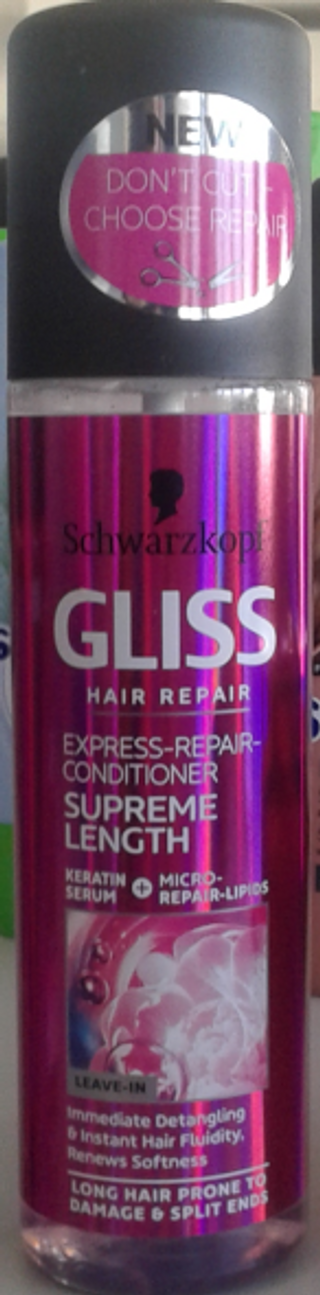 NEW
DON'T CUT -
CHOOSE REPAIR
Schwarzkopf
GLISS
HAIR REPAIR
EXPRESS-REPAIR-
CONDITIONER
SUPREME
LENGTH
KERATIN SERUM + MICRO-REPAIR-LIPIDS
LEAVE-IN
Immediate Detangling
& Instant Hair Fluidity,
Renews Softness
LONG HAIR PRONE TO
DAMAGE & SPLIT ENDS